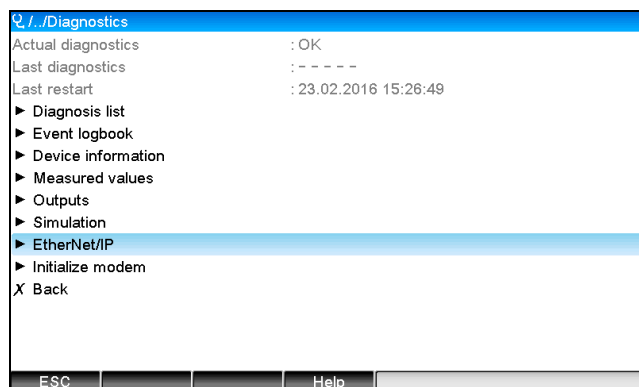 /../Diagnostics
Actual diagnostics : OK
Last diagnostics : - - - - -
Last restart : 23.02.2016 15:26:49
► Diagnosis list
► Event logbook
► Device information
► Measured values
► Outputs
► Simulation
► EtherNet/IP
► Initialize modem
X Back
ESC Help